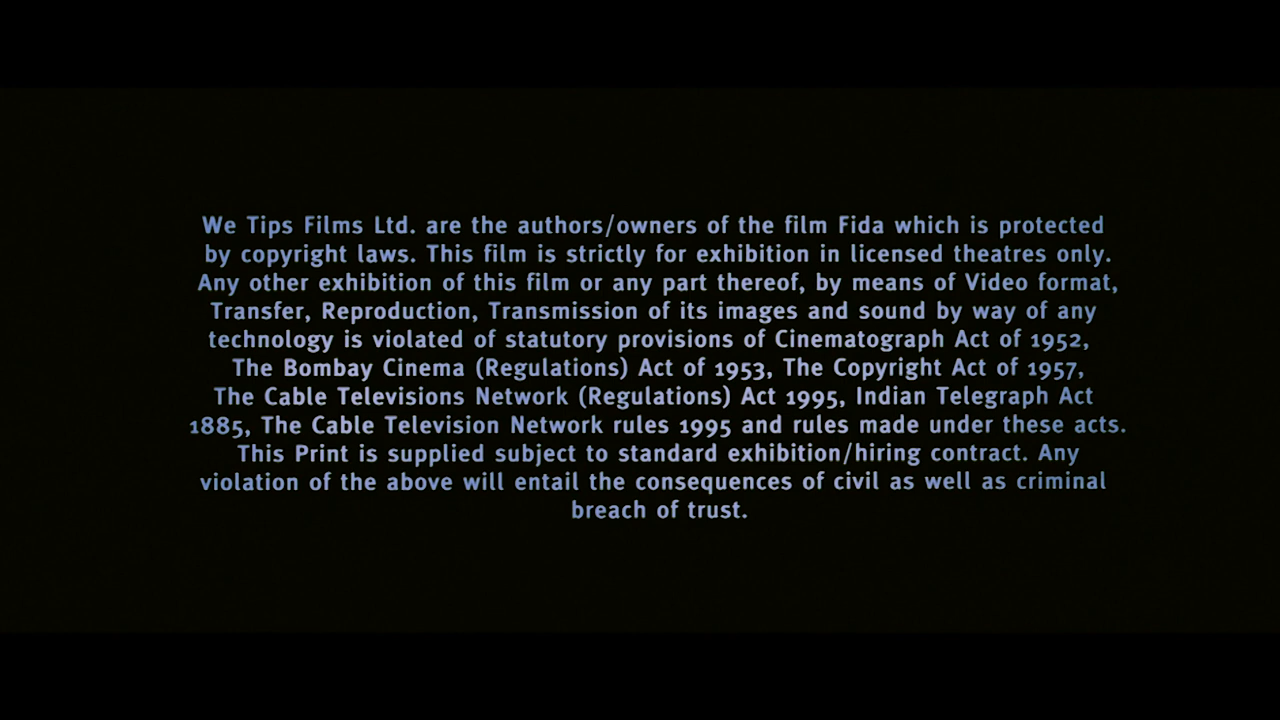 We Tips Films Ltd. are the authors/owners of the film Fida which is protected
by copyright laws. This film is strictly for exhibition in licensed theatres only.
Any other exhibition of this film or any part thereof, by means of Video format,
Transfer, Reproduction, Transmission of its images and sound by way of any
technology is violated of statutory provisions of Cinematograph Act of 1952,
The Bombay Cinema (Regulations) Act of 1953, The Copyright Act of 1957,
The Cable Televisions Network (Regulations) Act 1995, Indian Telegraph Act
1885, The Cable Television Network rules 1995 and rules made under these acts.
This Print is supplied subject to standard exhibition/hiring contract. Any
violation of the above will entail the consequences of civil as well as criminal
breach of trust.